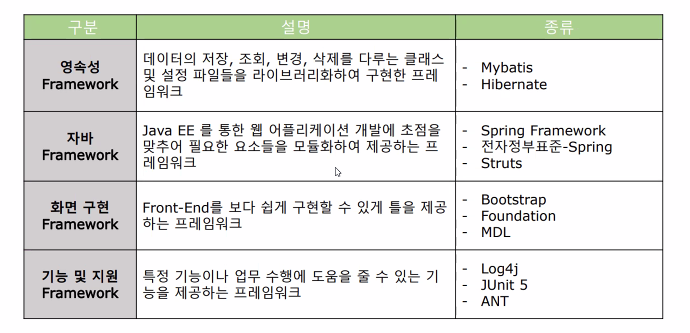 구분 설명 종류
영속성
Framework
데이터의 저장, 조회, 변경, 삭제를 다루는 클래스
및 설정 파일들을 라이브러리화하여 구현한 프레
임워크
- Mybatis
- Hibernate
자바
Framework
Java EE 를 통한 웹 어플리케이션 개발에 초점을
맞추어 필요한 요소들을 모듈화하여 제공하는 프
레임워크
- Spring Framework
- 전자정부표준-Spring
- Struts
화면 구현
Framework
Front-End를 보다 쉽게 구현할 수 있게 틀을 제공
하는 프레임워크
- Bootstrap
- Foundation
- MDL
기능 및 지원
Framework
특정 기능이나 업무 수행에 도움을 줄 수 있는 기
능을 제공하는 프레임워크
- Log4j
- JUnit 5
- ANT